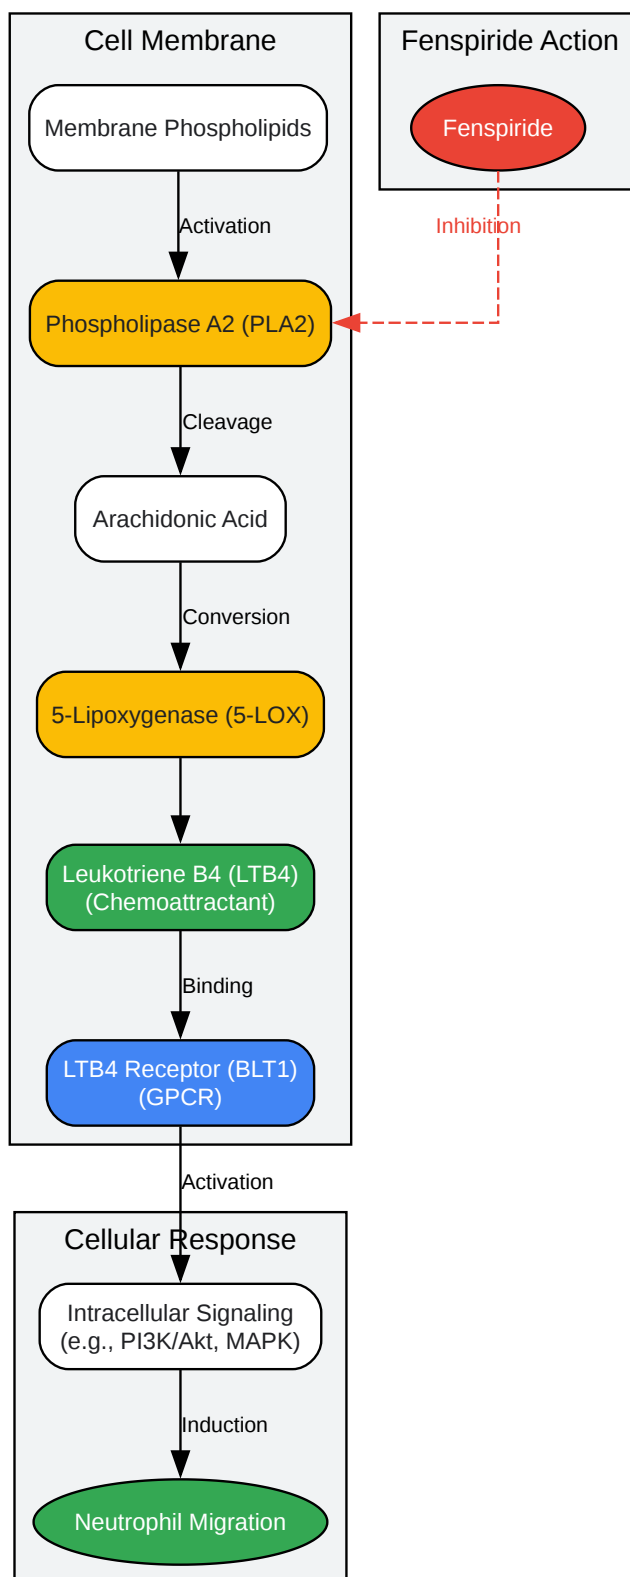 Cell Membrane
Fenspiride Action
Membrane Phospholipids
Fenspiride
Activation
Inhibition
Phospholipase A2 (PLA2)
Cleavage
Arachidonic Acid
Conversion
5-Lipoxygenase (5-LOX)
Leukotriene B4 (LTB4)
(Chemoattractant)
Binding
LTB4 Receptor (BLT1)
(GPCR)
Activation
Cellular Response
Intracellular Signaling
(e.g., PI3K/Akt, MAPK)
Induction
Neutrophil Migration